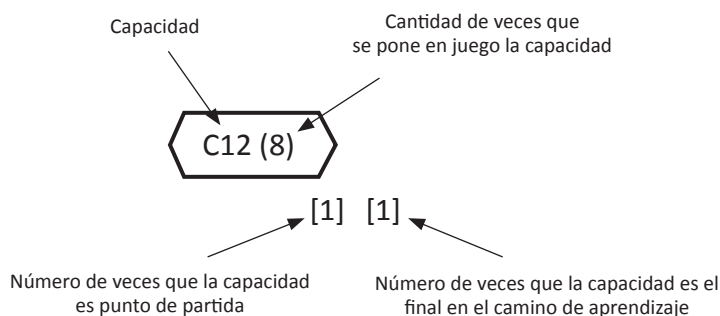 Capacidad
Cantidad de veces que
se pone en juego la capacidad
C12 (8)
[1] [1]
Número de veces que la capacidad
es punto de partida
Número de veces que la capacidad es el
final en el camino de aprendizaje